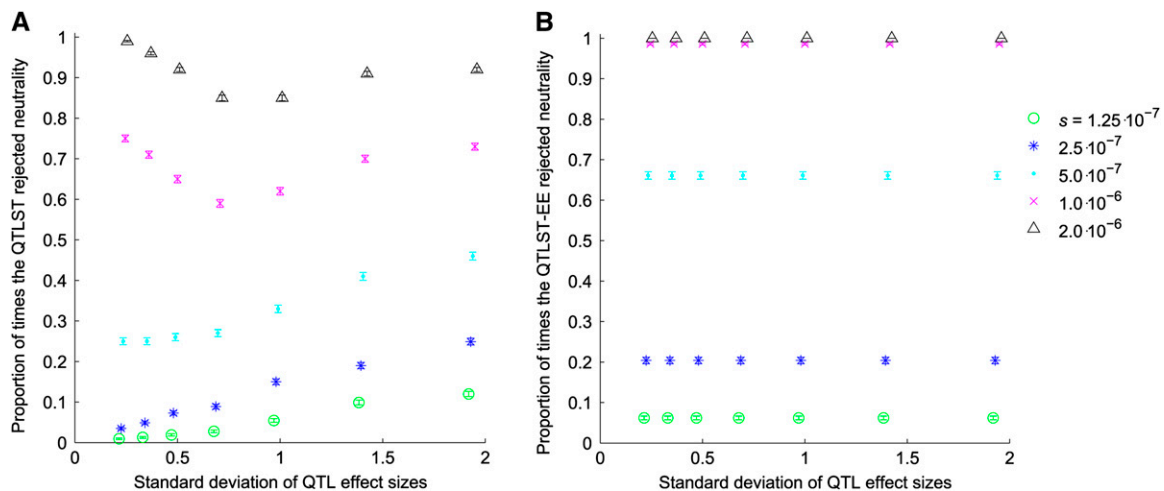 A
Proportion of times the QTLST rejected neutrality
1
0.9
0.8
0.7
0.6
0.5
0.4
0.3
0.2
0.1
0
0 0.5 1 1.5 2
Standard deviation of QTL effect sizes
B
Proportion of times the QTLST-EE rejected neutrality
1
0.9
0.8
0.7
0.6
0.5
0.4
0.3
0.2
0.1
0
0 0.5 1 1.5 2
Standard deviation of QTL effect sizes
s = 1.25·10⁻⁷
2.5·10⁻⁷
5.0·10⁻⁷
1.0·10⁻⁶
2.0·10⁻⁶